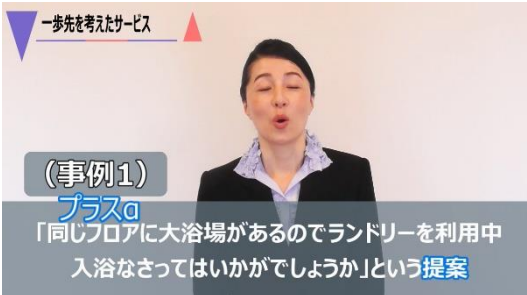 一歩先を考えたサービス
（事例１）
プラスα
「同じフロアに大浴場があるのでランドリーを利用中
入浴なさってはいかがでしょうか」という提案